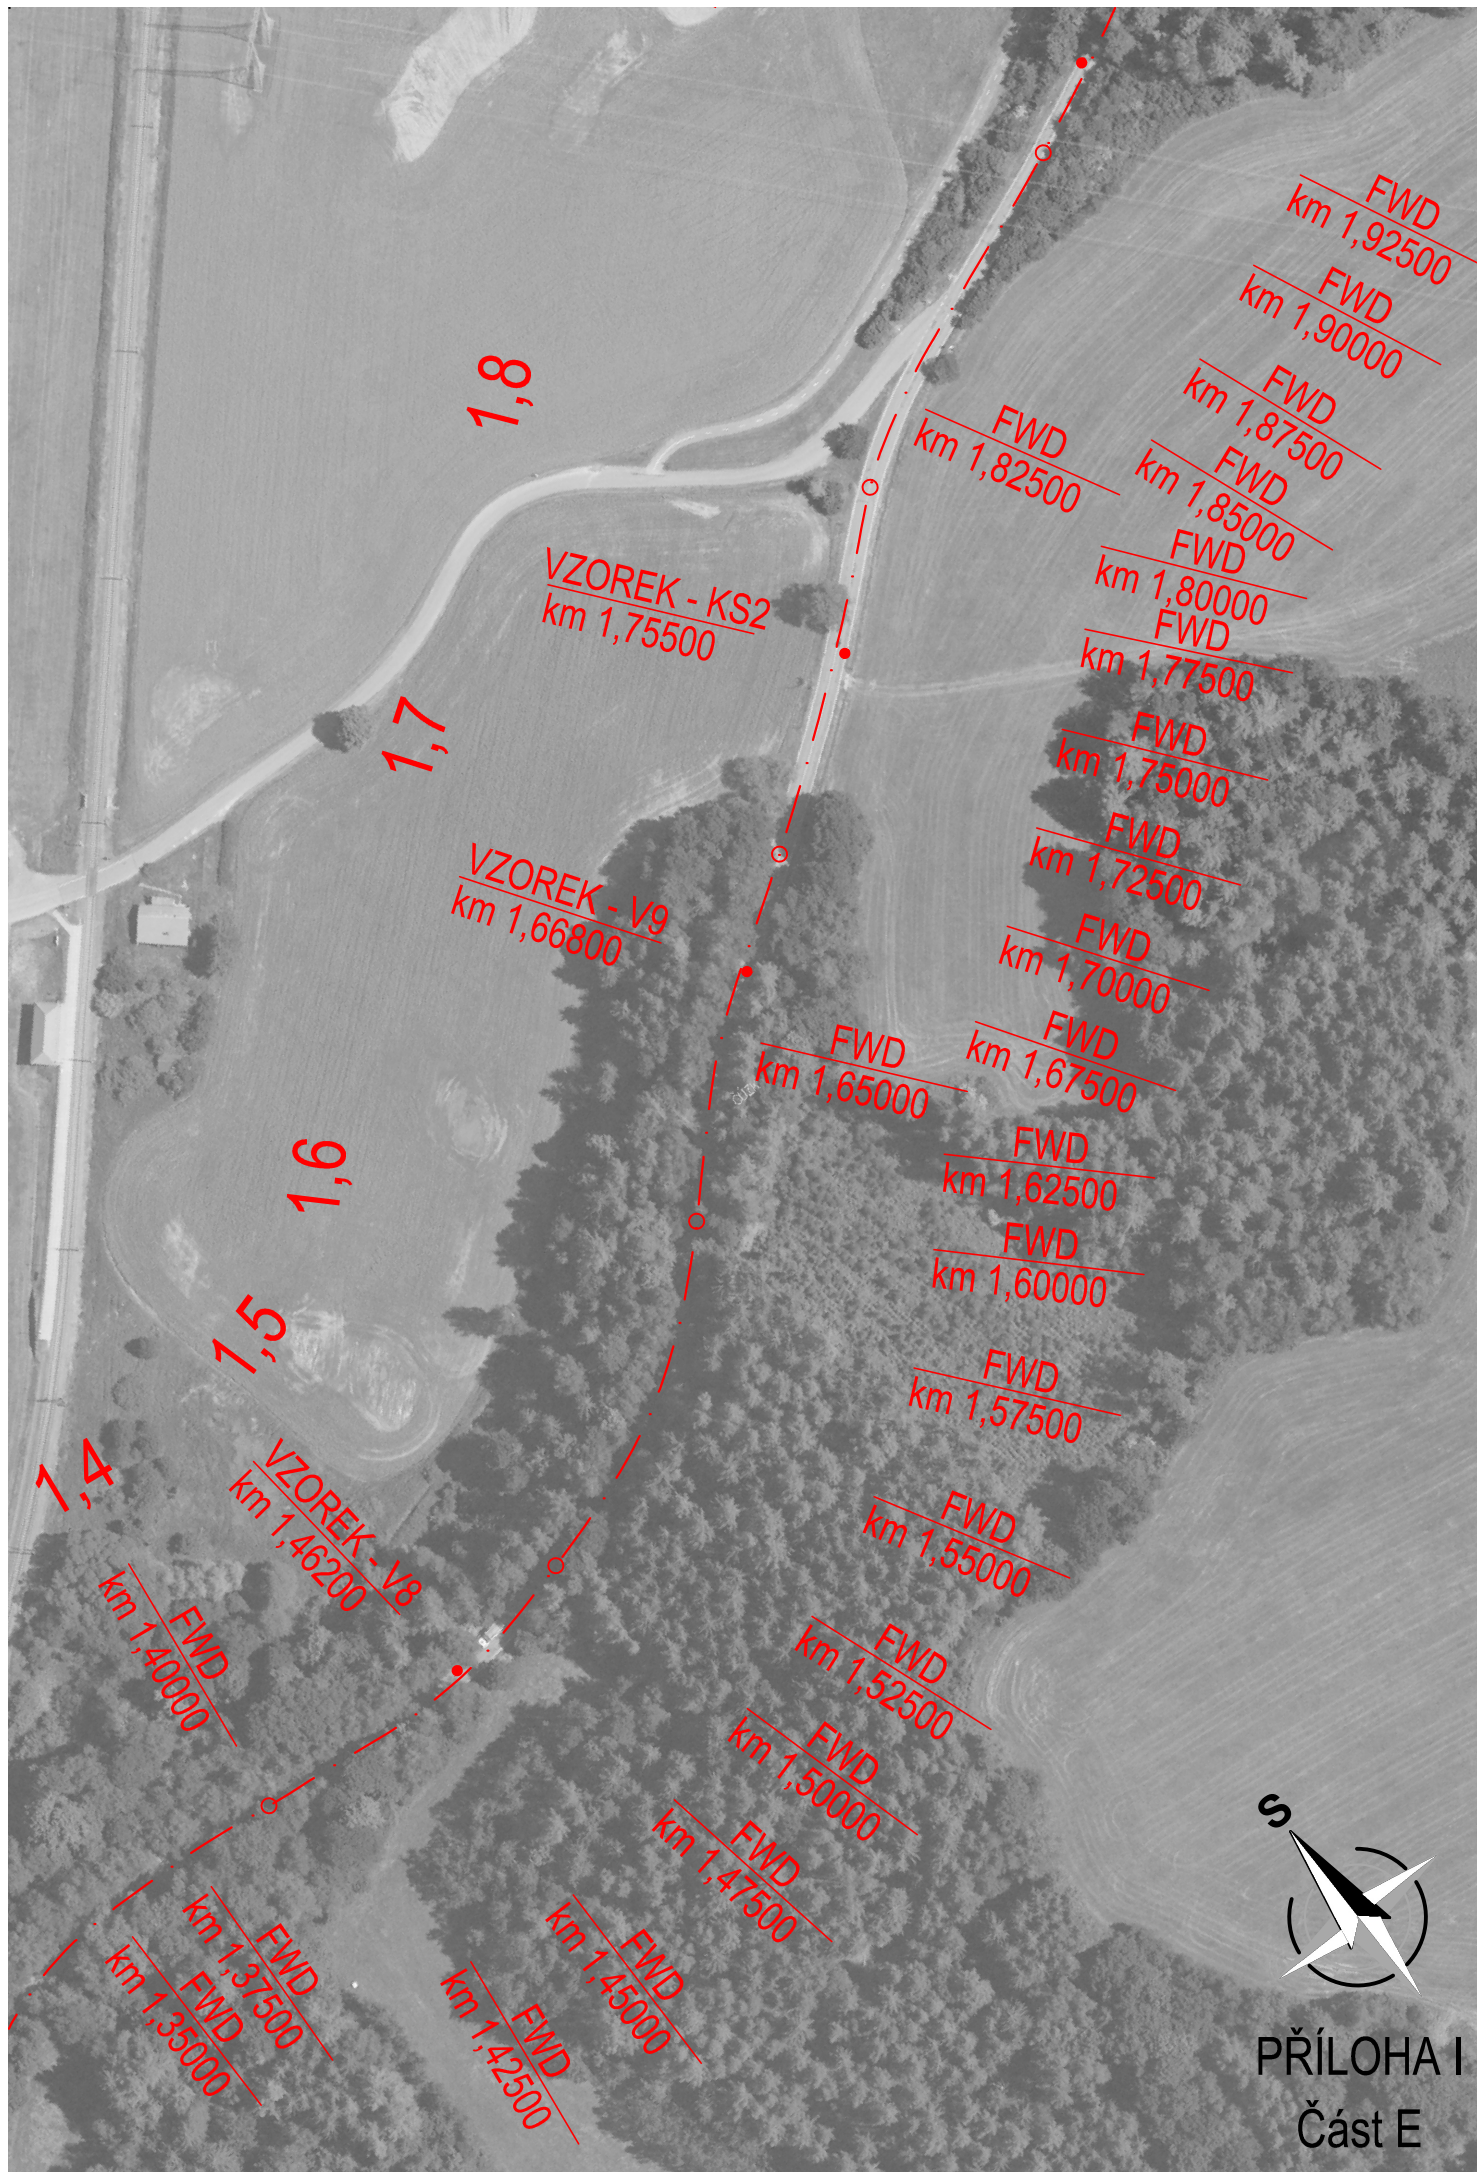 FWD
km 1,92500
FWD
km 1,90000
FWD
km 1,87500
1,8
FWD
km 1,82500
FWD
km 1,85000
FWD
km 1,80000
VZOREK - KS2
km 1,75500
FWD
km 1,77500
1,7
FWD
km 1,75000
FWD
km 1,72500
VZOREK - V9
km 1,66800
FWD
km 1,70000
FWD
km 1,67500
FWD
km 1,65000
1,6
FWD
km 1,62500
FWD
km 1,60000
1,5
FWD
km 1,57500
1,4
VZOREK - V8
km 1,46200
FWD
km 1,55000
FWD
km 1,40000
FWD
km 1,52500
FWD
km 1,50000
FWD
km 1,47500
S
FWD
km 1,37500
FWD
km 1,35000
FWD
km 1,45000
FWD
km 1,42500
PŘÍLOHA I
Část E